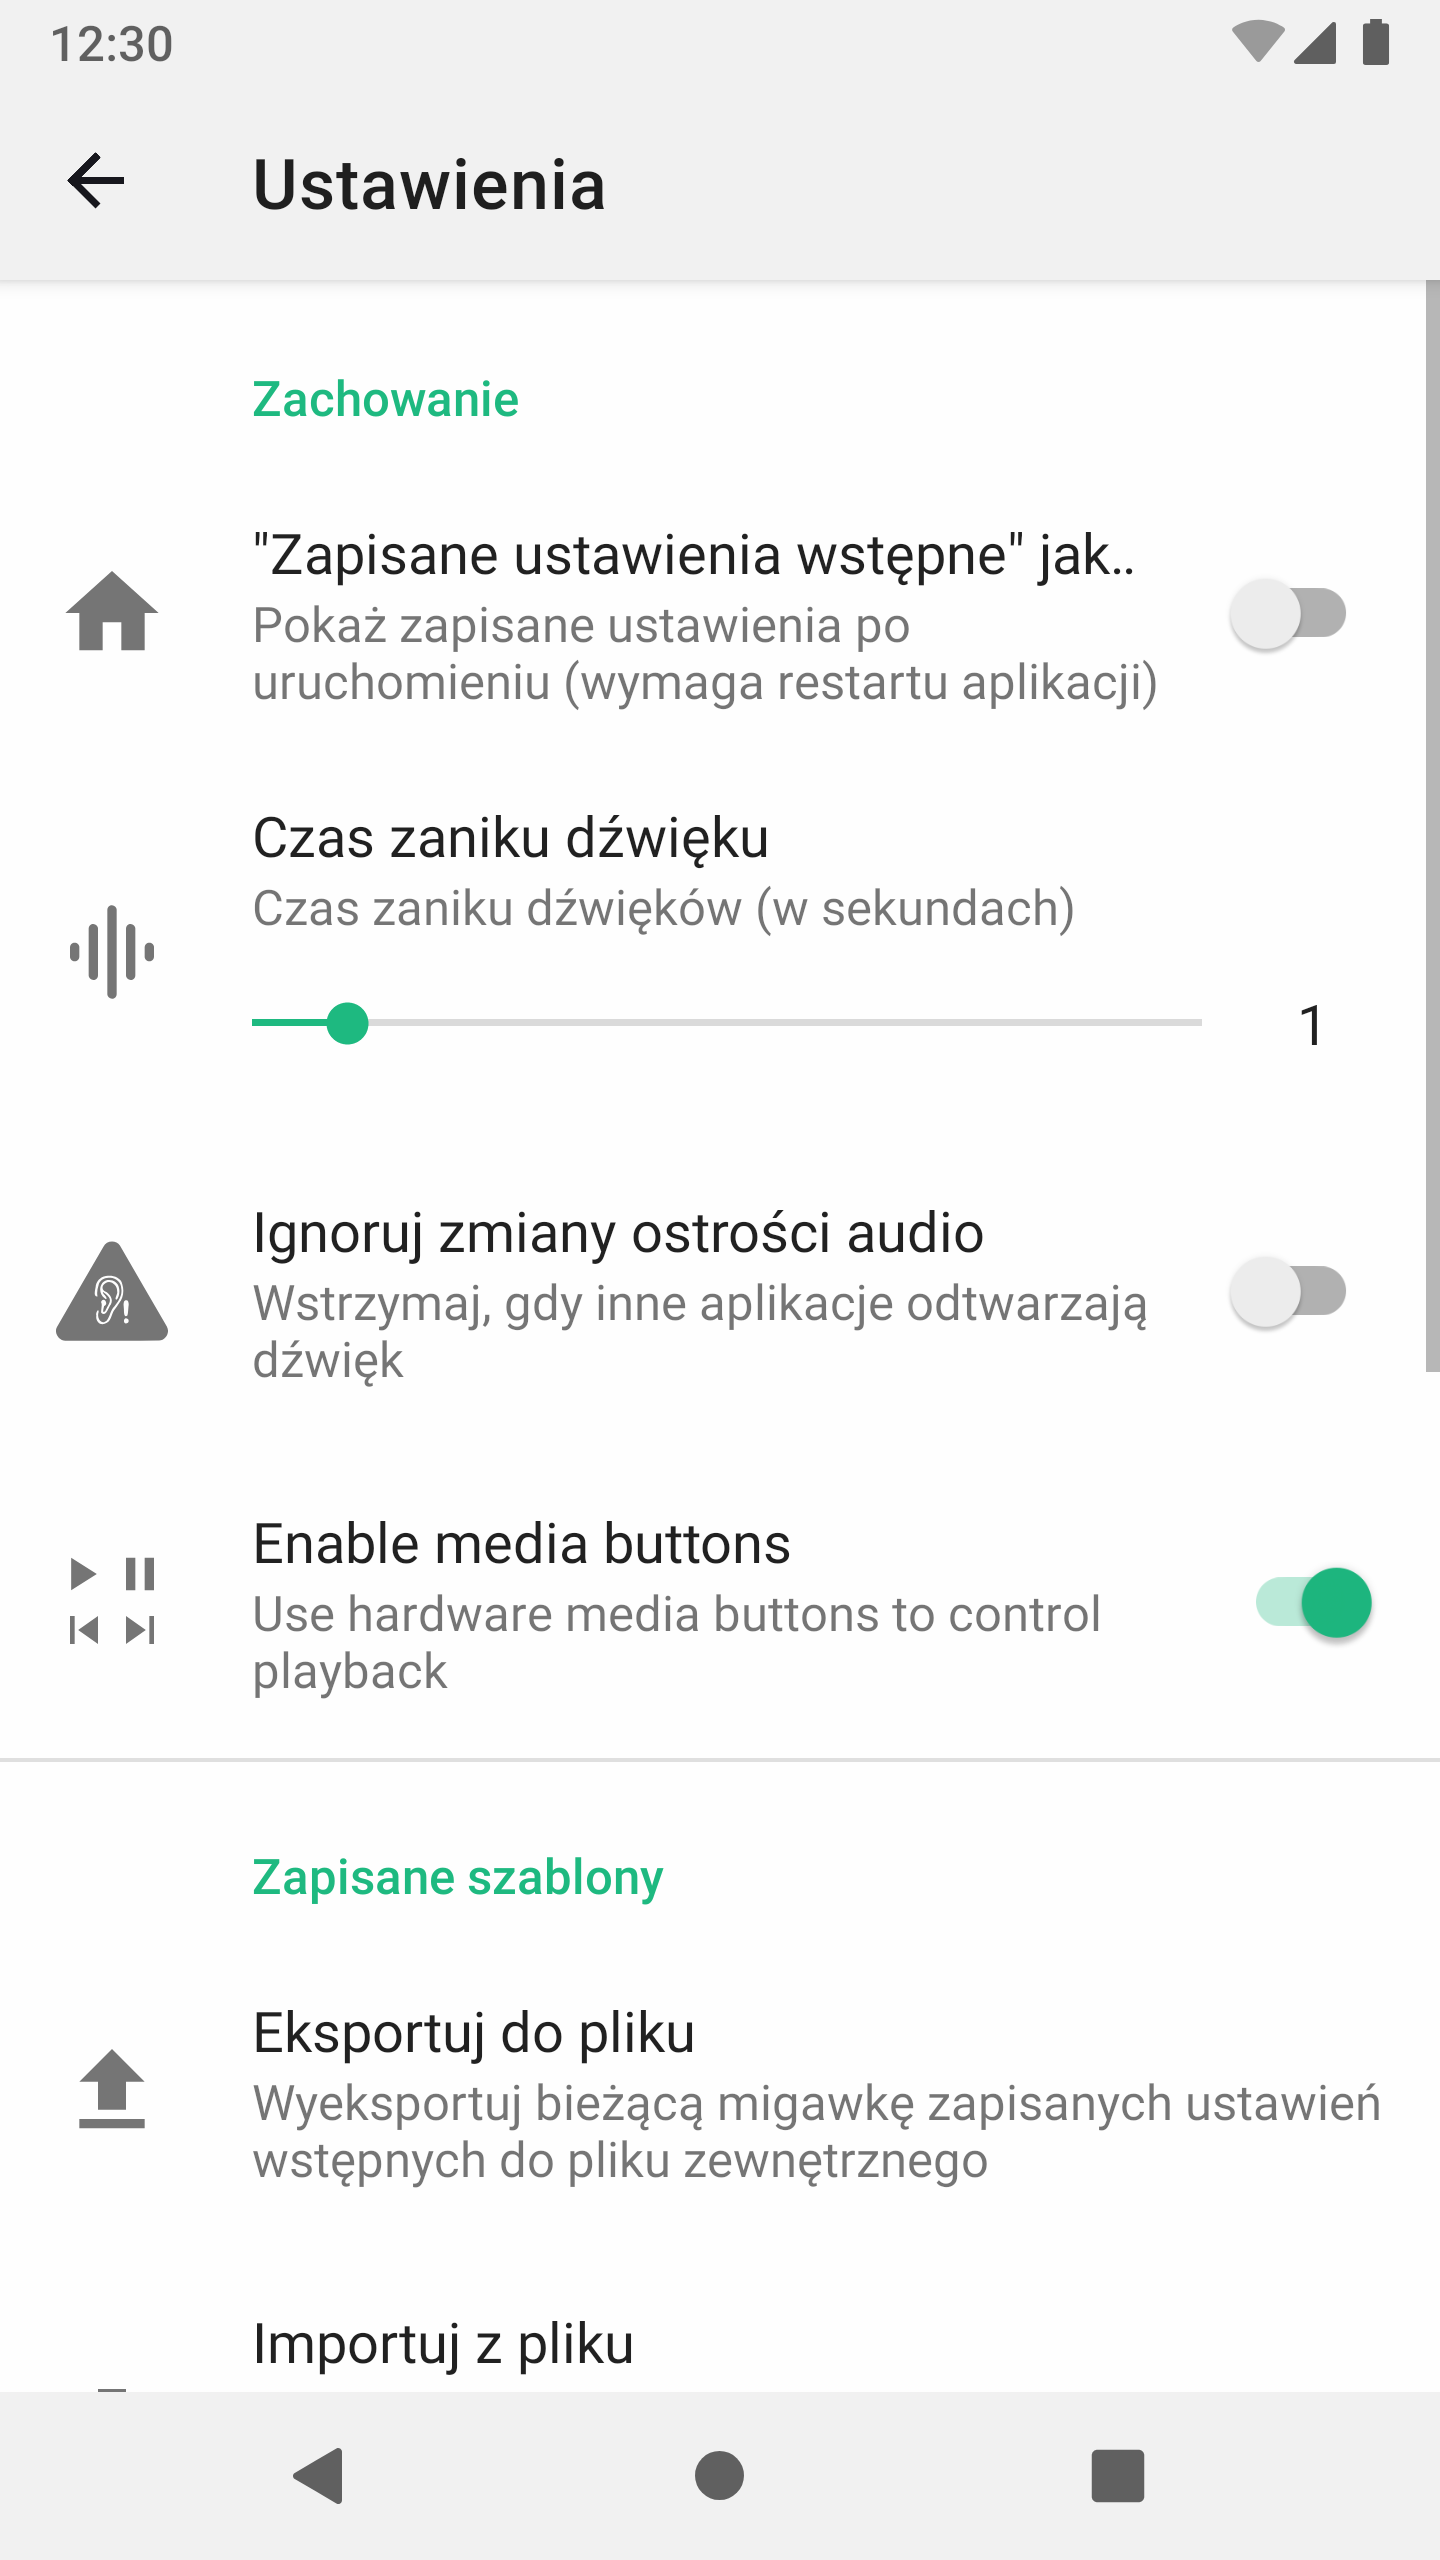 12:30
Ustawienia
Zachowanie
"Zapisane ustawienia wstępne" jak..
Pokaż zapisane ustawienia po
uruchomieniu (wymaga restartu aplikacji)
Czas zaniku dźwięku
Czas zaniku dźwięków (w sekundach)
1
Ignoruj zmiany ostrości audio
Wstrzymaj, gdy inne aplikacje odtwarzają
dźwięk
Enable media buttons
Use hardware media buttons to control
playback
Zapisane szablony
Eksportuj do pliku
Wyeksportuj bieżącą migawkę zapisanych ustawień
wstępnych do pliku zewnętrznego
Importuj z pliku